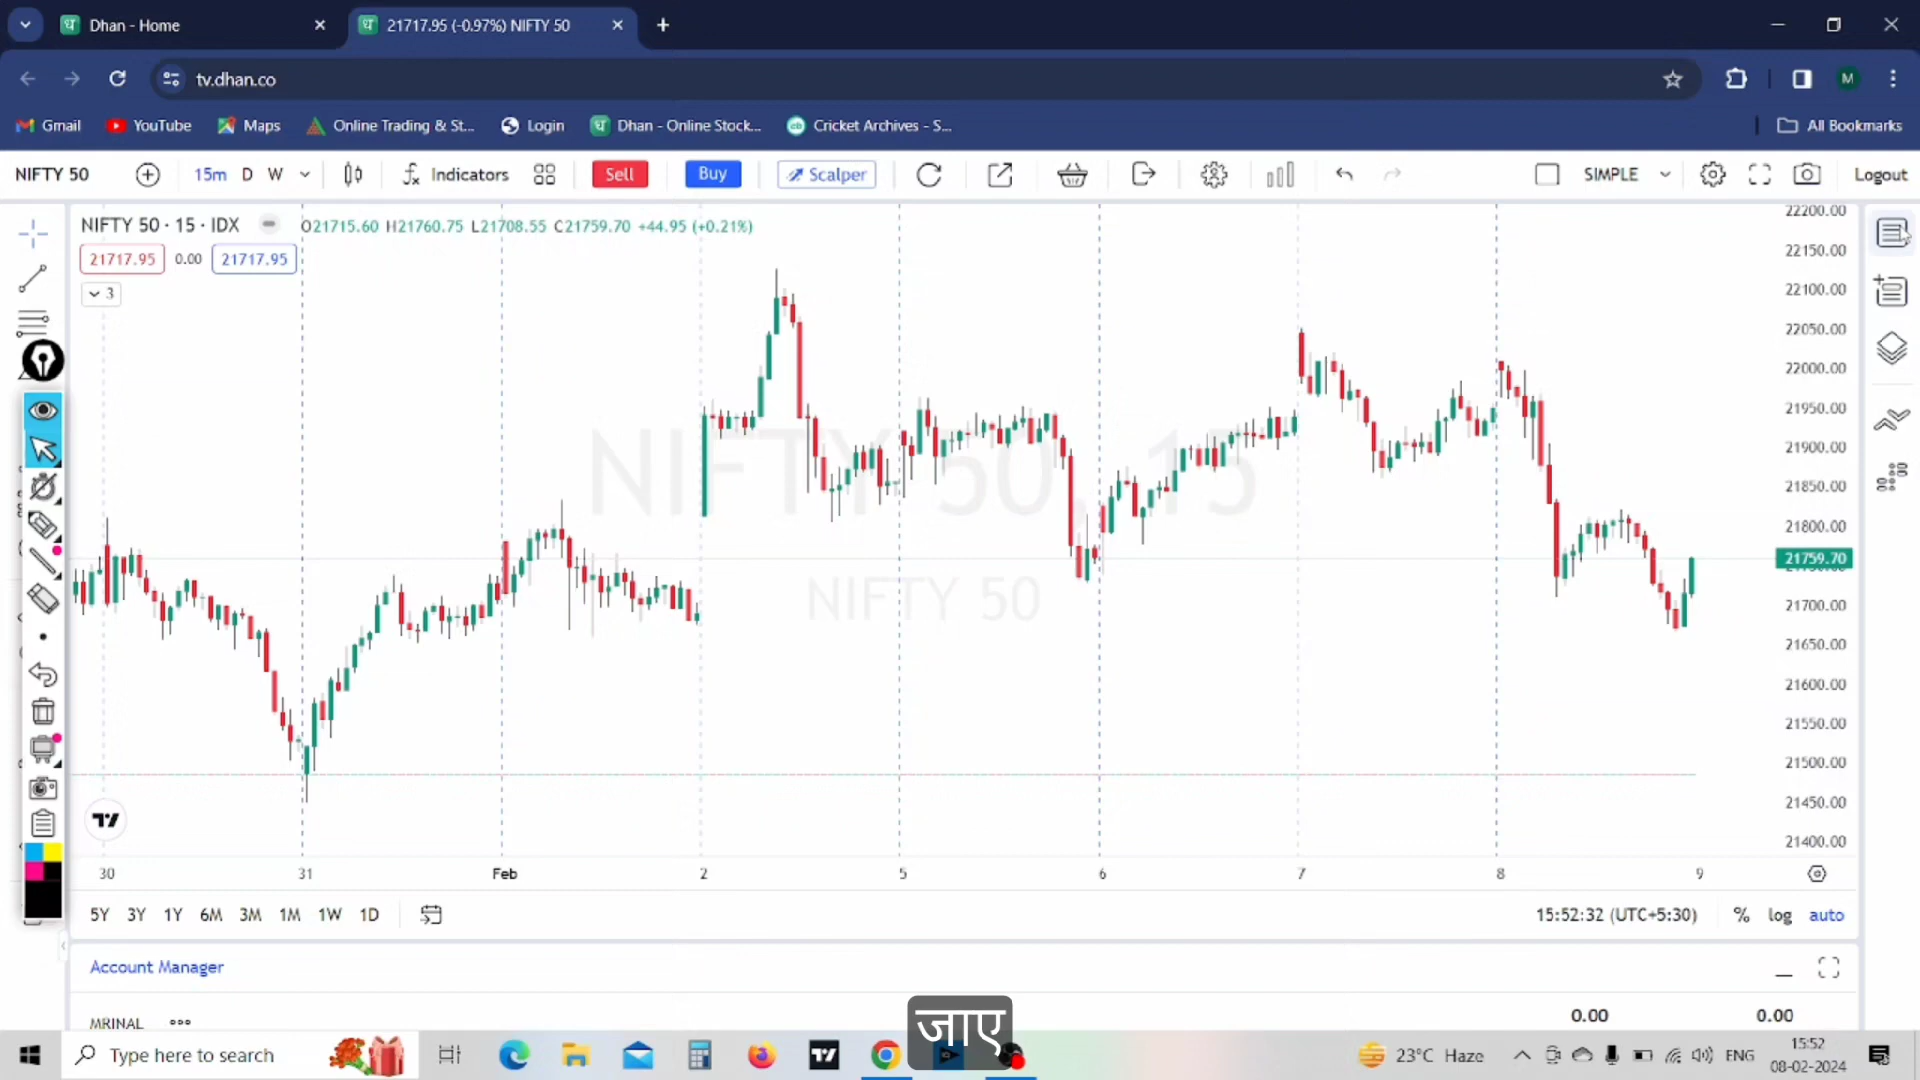 Dhan - Home
21717.95 (-0.97%) NIFTY 50
tv.dhan.co
M
Gmail
YouTube
Maps
Online Trading & St...
Login
Dhan - Online Stock...
Cricket Archives - S...
All Bookmarks
NIFTY 50
15m
D
W
Indicators
Sell
Buy
Scalper
SIMPLE
Logout
NIFTY 50 · 15 · IDX
O21715.60 H21760.75 L21708.55 C21759.70 +44.95 (+0.21%)
21717.95
0.00
21717.95
3
NIFTY 50, 15
NIFTY 50
22200.00
22150.00
22100.00
22050.00
22000.00
21950.00
21900.00
21850.00
21800.00
21759.70
21700.00
21650.00
21600.00
21550.00
21500.00
21450.00
21400.00
30
31
Feb
2
5
6
7
8
9
5Y 3Y 1Y 6M 3M 1M 1W 1D
15:52:32 (UTC+5:30)
% log auto
Account Manager
MRINAL
0.00
0.00
जाए
Type here to search
23°C Haze
ENG
15:52
08-02-2024